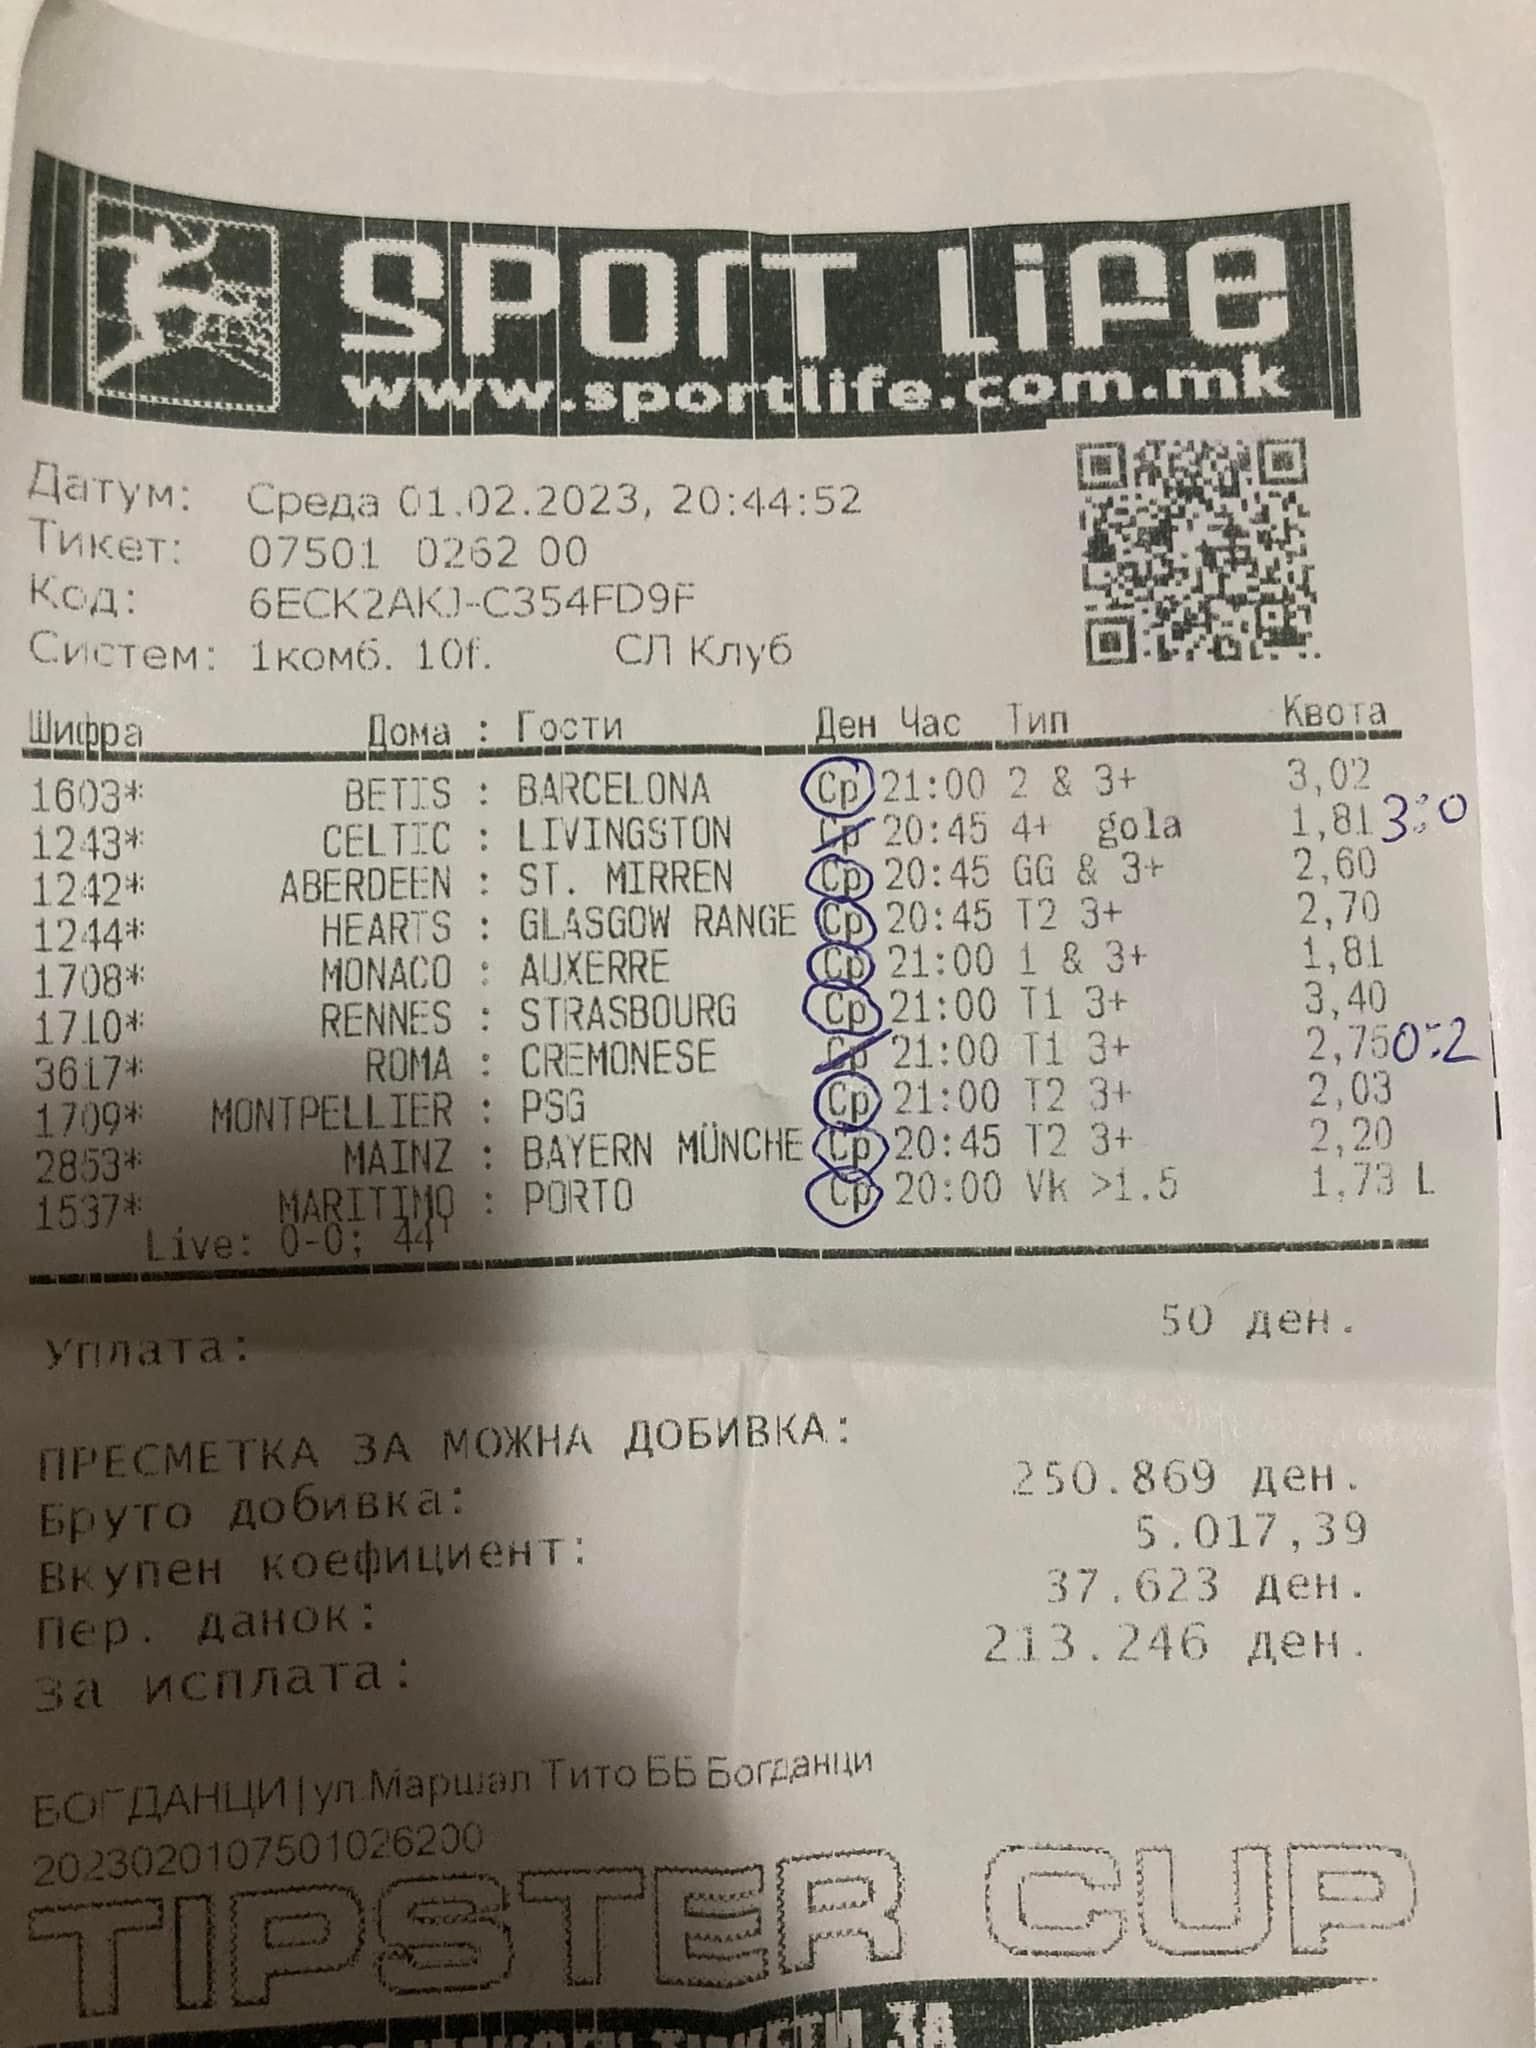 SPORT LIFE
www.sportlife.com.mk
Датум: Среда 01.02.2023, 20:44:52
Тикет: 07501 0262 00
Код: 6ECK2AKJ-C354FD9F
Систем: 1комб. 10f. СЛ Клуб
Шифра Дома : Гости Ден Час Тип Квота
1603* BETIS : BARCELONA Ср 21:00 2 & 3+ 3,02
1243* CELTIC : LIVINGSTON Ср 20:45 4+ gola 1,81 3:0
1242* ABERDEEN : ST. MIRREN Ср 20:45 GG & 3+ 2,60
1244* HEARTS : GLASGOW RANGE Ср 20:45 T2 3+ 2,70
1708* MONACO : AUXERRE Ср 21:00 1 & 3+ 1,81
1710* RENNES : STRASBOURG Ср 21:00 T1 3+ 3,40
3617* ROMA : CREMONESE Ср 21:00 T1 3+ 2,75 0:2
1709* MONTPELLIER : PSG Ср 21:00 T2 3+ 2,03
2853* MAINZ : BAYERN MÜNCHE Ср 20:45 T2 3+ 2,20
1537* MARITIMO : PORTO Ср 20:00 Vk >1.5 1,73 L
Live: 0-0; 44'
Уплата: 50 ден.
ПРЕСМЕТКА ЗА МОЖНА ДОБИВКА:
Бруто добивка: 250.869 ден.
Вкупен коефициент: 5.017,39
Пер. данок: 37.623 ден.
За исплата: 213.246 ден.
БОГДАНЦИ|ул.Маршал Тито ББ Богданци
2023020107501026200
TIPSTER CUP
ТИКЕТИ ЗА